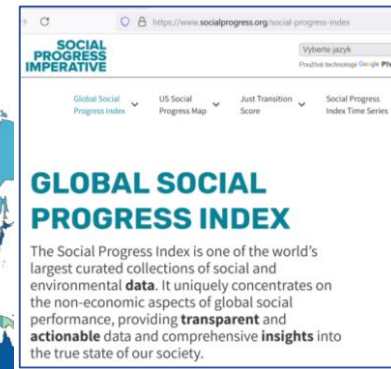 https://www.socialprogress.org/social-progress-index
SOCIAL
PROGRESS
IMPERATIVE
Vyberte jazyk
Používá technologii Google Pře
Global Social
Progress Index
US Social
Progress Map
Just Transition
Score
Social Progress
Index Time Series
GLOBAL SOCIAL
PROGRESS INDEX
The Social Progress Index is one of the world's
largest curated collections of social and
environmental data. It uniquely concentrates on
the non-economic aspects of global social
performance, providing transparent and
actionable data and comprehensive insights into
the true state of our society.